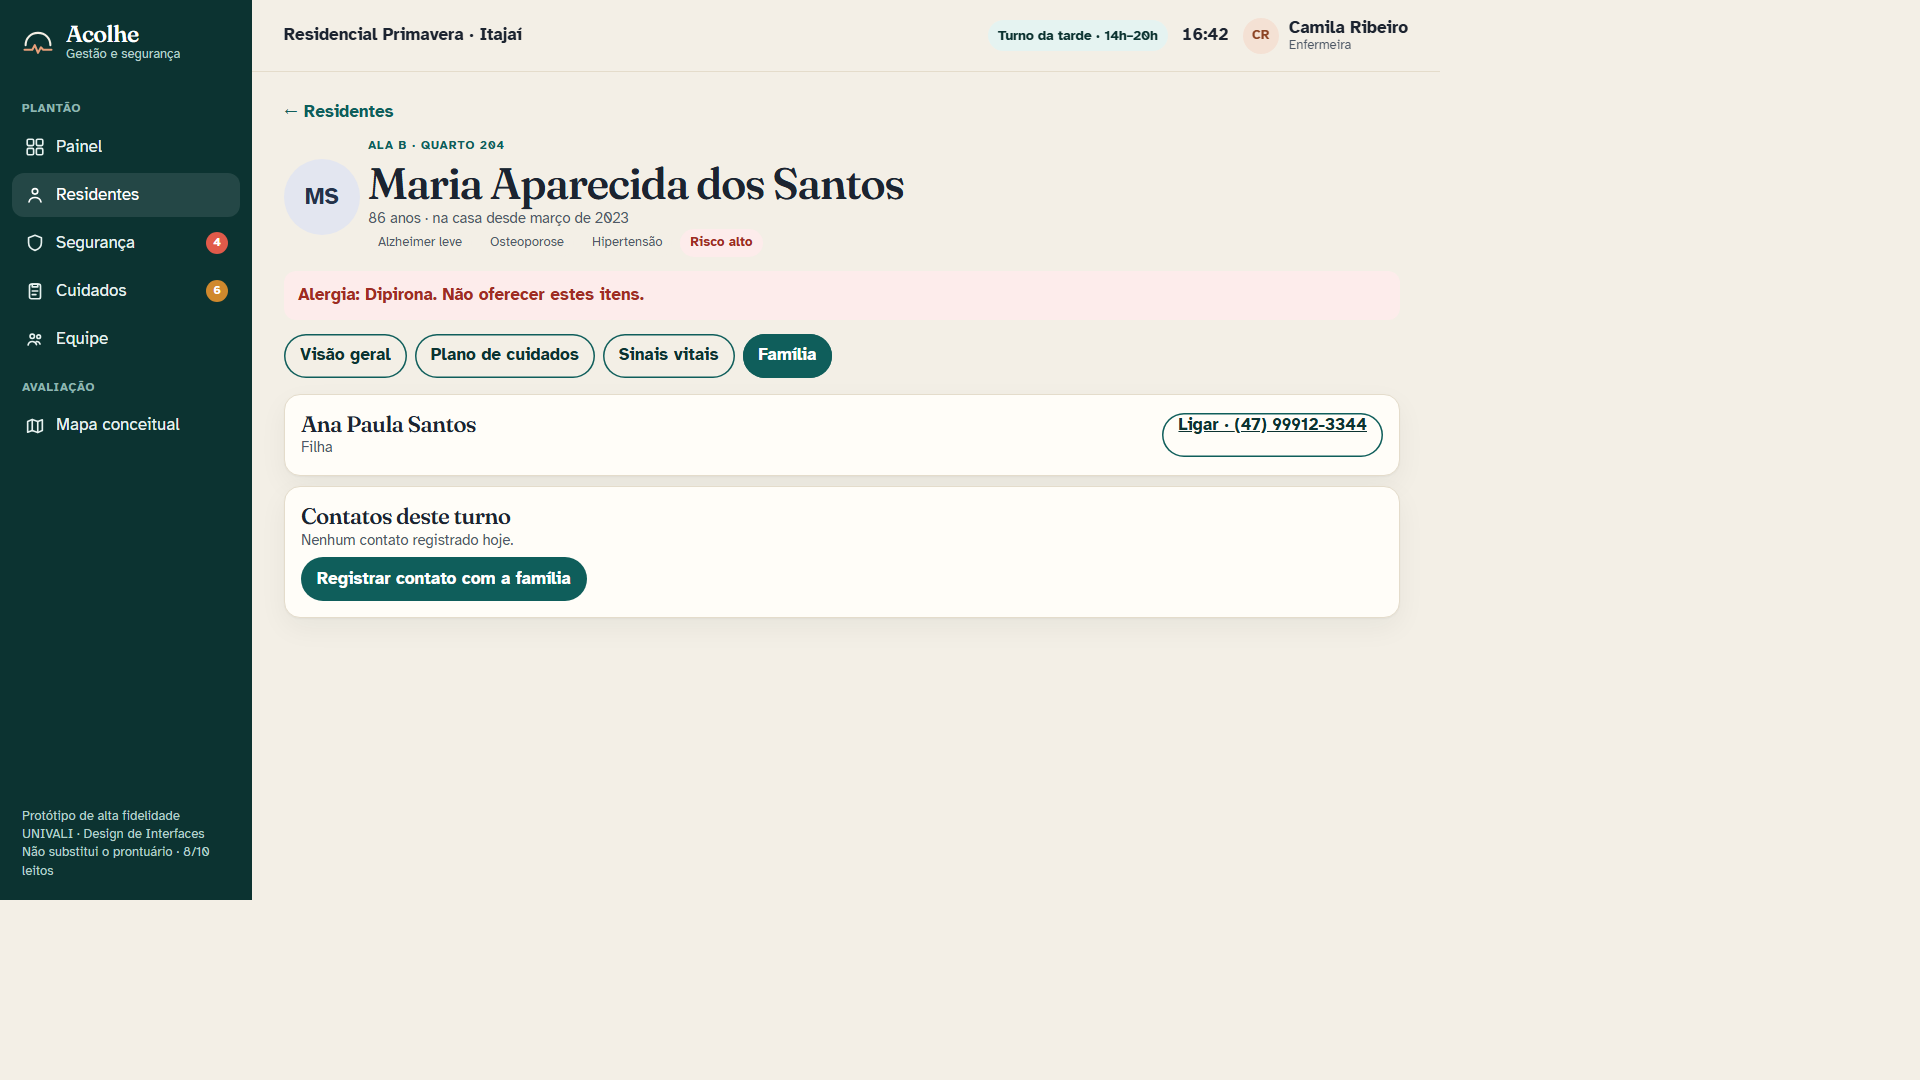 Acolhe
Gestão e segurança
PLANTÃO
Painel
Residentes
Segurança 4
Cuidados 6
Equipe
AVALIAÇÃO
Mapa conceitual
Protótipo de alta fidelidade
UNIVALI · Design de Interfaces
Não substitui o prontuário · 8/10
leitos
Residencial Primavera · Itajaí
Turno da tarde · 14h–20h
16:42
CR
Camila Ribeiro
Enfermeira
← Residentes
ALA B · QUARTO 204
MS
Maria Aparecida dos Santos
86 anos · na casa desde março de 2023
Alzheimer leve Osteoporose Hipertensão Risco alto
Alergia: Dipirona. Não oferecer estes itens.
Visão geral Plano de cuidados Sinais vitais Família
Ana Paula Santos
Filha
Ligar · (47) 99912-3344
Contatos deste turno
Nenhum contato registrado hoje.
Registrar contato com a família